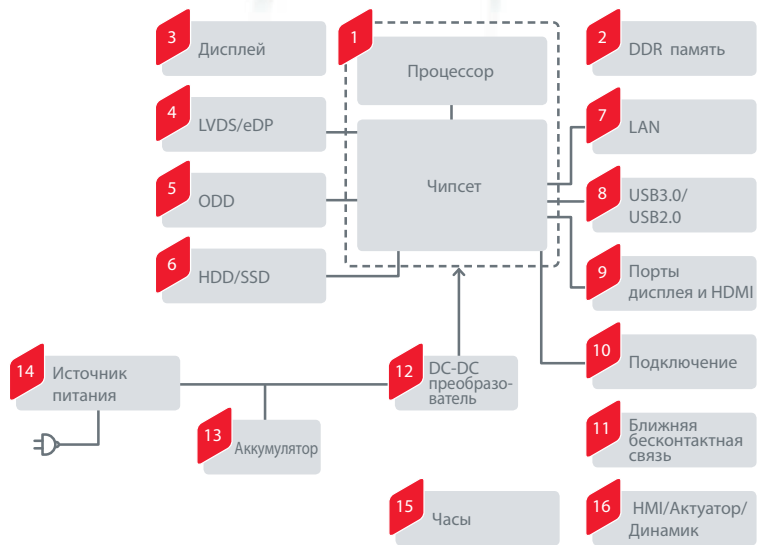 1
Процессор
Чипсет
2
DDR память
3
Дисплей
4
LVDS/eDP
5
ODD
6
HDD/SSD
7
LAN
8
USB3.0/
USB2.0
9
Порты
дисплея и HDMI
10
Подключение
11
Ближняя
бесконтактная
связь
12
DC-DC
преобразо-
ватель
13
Аккумулятор
14
Источник
питания
15
Часы
16
HMI/Актуатор/
Динамик